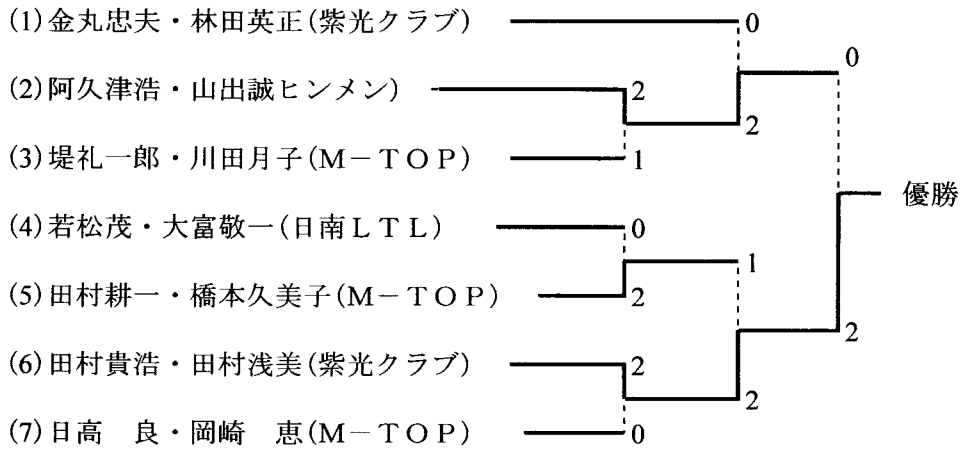 (1)金丸忠夫・林田英正(紫光クラブ) 0
0
(2)阿久津浩・山出誠ヒンメン) 2
2
(3)堤礼一郎・川田月子(M－TOP) 1
優勝
(4)若松茂・大富敬一(日南LTL) 0
1
(5)田村耕一・橋本久美子(M－TOP) 2
2
(6)田村貴浩・田村浅美(紫光クラブ) 2
2
(7)日高　良・岡崎　恵(M－TOP) 0